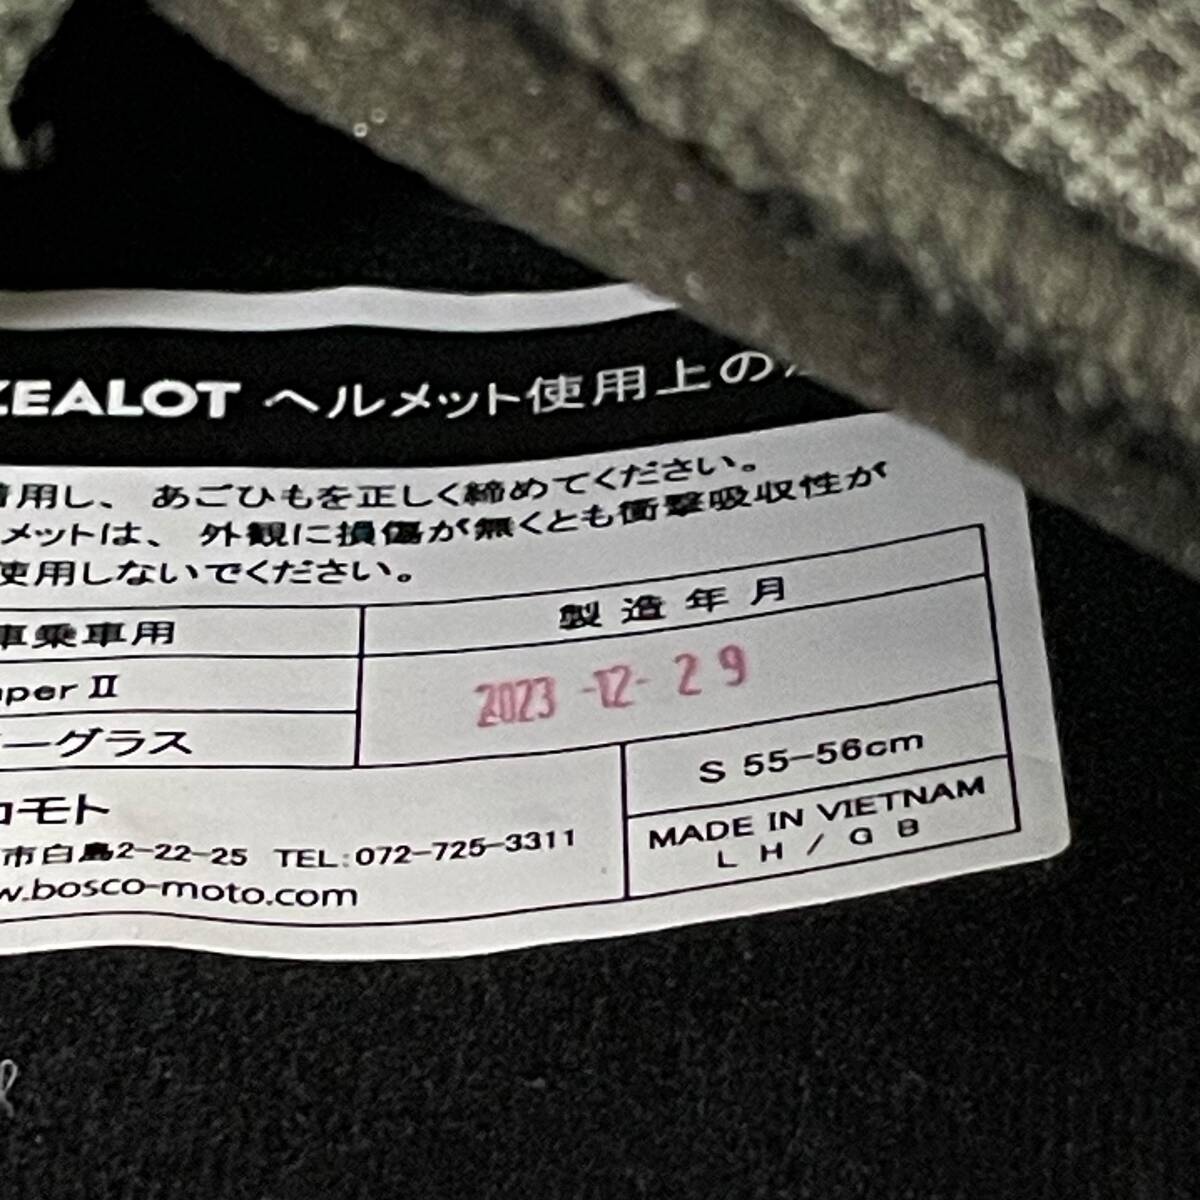 ZEALOT ヘルメット使用上の
着用し、あごひもを正しく締めてください。
メットは、外観に損傷が無くとも衝撃吸収性が
使用しないでください。
車乗車用
製造年月
per II
2023-12-29
ーグラス
S 55-56cm
コモト
MADE IN VIETNAM
市白島2-22-25 TEL:072-725-3311
LH/GB
w.bosco-moto.com